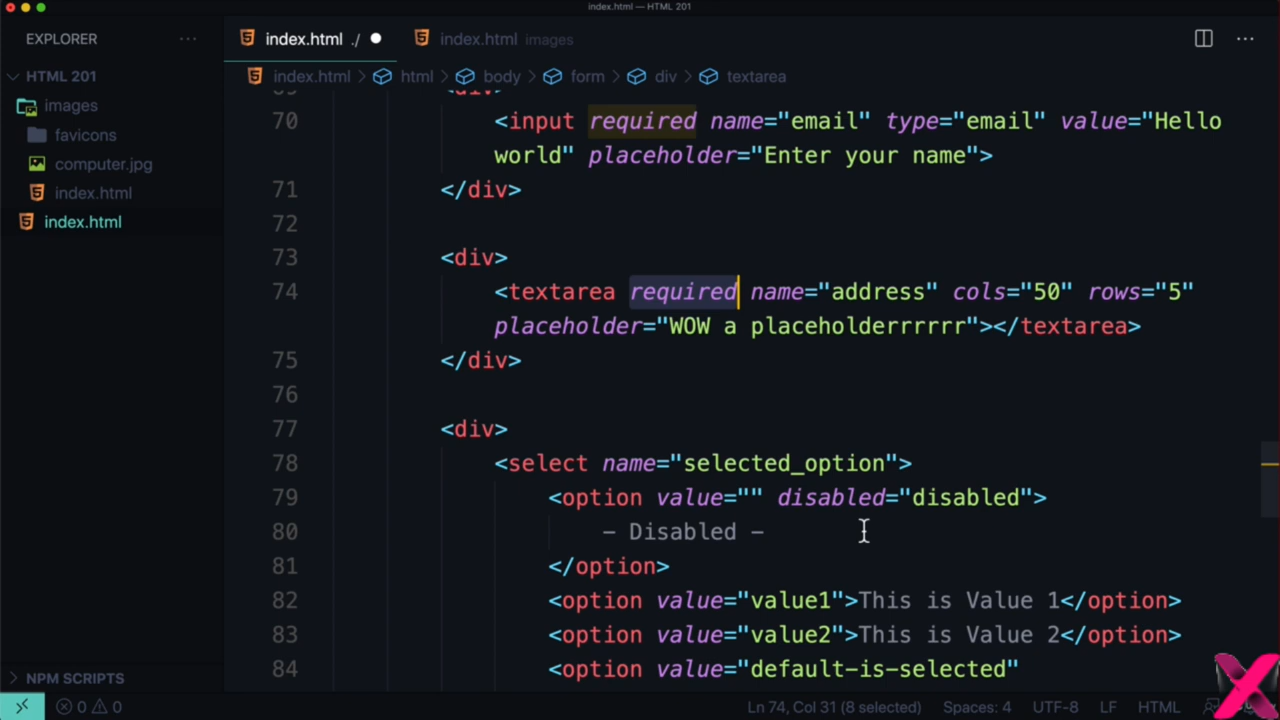 index.html — HTML 201
EXPLORER ···
index.html ./
index.html images
HTML 201
index.html > html > body > form > div > textarea
images
favicons
computer.jpg
index.html
index.html
70 <input required name="email" type="email" value="Hello
world" placeholder="Enter your name">
71 </div>
72
73 <div>
74 <textarea required name="address" cols="50" rows="5"
placeholder="WOW a placeholderrrrrr"></textarea>
75 </div>
76
77 <div>
78 <select name="selected_option">
79 <option value="" disabled="disabled">
80 – Disabled –
81 </option>
82 <option value="value1">This is Value 1</option>
83 <option value="value2">This is Value 2</option>
84 <option value="default-is-selected"
NPM SCRIPTS
0 0 Ln 74, Col 31 (8 selected) Spaces: 4 UTF-8 LF HTML